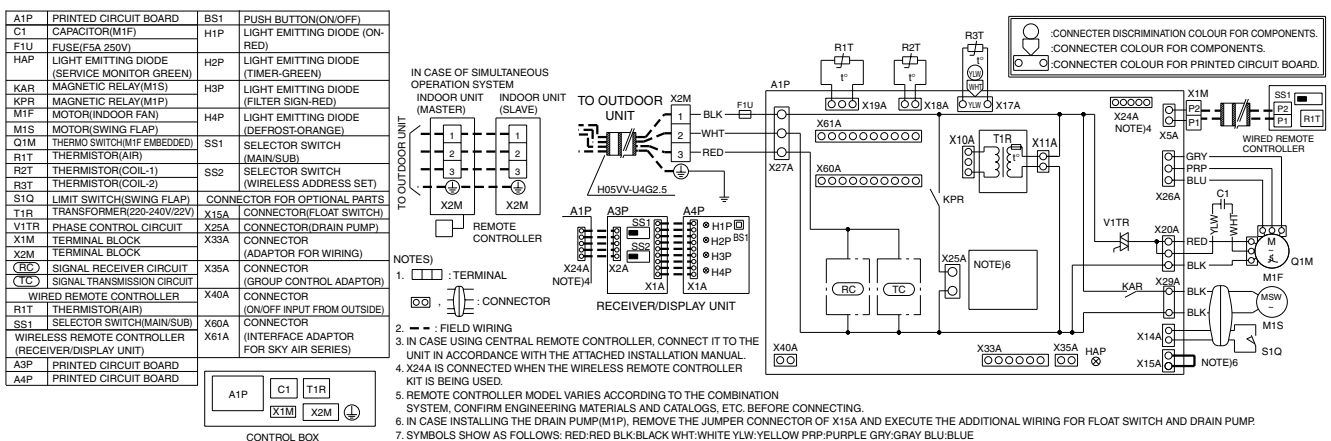 A1P PRINTED CIRCUIT BOARD
C1 CAPACITOR(M1F)
F1U FUSE(F5A 250V)
HAP LIGHT EMITTING DIODE
(SERVICE MONITOR GREEN)
KAR MAGNETIC RELAY(M1S)
KPR MAGNETIC RELAY(M1P)
M1F MOTOR(INDOOR FAN)
M1S MOTOR(SWING FLAP)
Q1M THERMO SWITCH(M1F EMBEDDED)
R1T THERMISTOR(AIR)
R2T THERMISTOR(COIL-1)
R3T THERMISTOR(COIL-2)
S1Q LIMIT SWITCH(SWING FLAP)
T1R TRANSFORMER(220-240V/22V)
V1TR PHASE CONTROL CIRCUIT
X1M TERMINAL BLOCK
X2M TERMINAL BLOCK
RC SIGNAL RECEIVER CIRCUIT
TC SIGNAL TRANSMISSION CIRCUIT
WIRED REMOTE CONTROLLER
R1T THERMISTOR(AIR)
SS1 SELECTOR SWITCH(MAIN/SUB)
WIRELESS REMOTE CONTROLLER
(RECEIVER/DISPLAY UNIT)
A3P PRINTED CIRCUIT BOARD
A4P PRINTED CIRCUIT BOARD
BS1 PUSH BUTTON(ON/OFF)
H1P LIGHT EMITTING DIODE (ON-
RED)
H2P LIGHT EMITTING DIODE
(TIMER-GREEN)
H3P LIGHT EMITTING DIODE
(FILTER SIGN-RED)
H4P LIGHT EMITTING DIODE
(DEFROST-ORANGE)
SS1 SELECTOR SWITCH
(MAIN/SUB)
SS2 SELECTOR SWITCH
(WIRELESS ADDRESS SET)
CONNECTOR FOR OPTIONAL PARTS
X15A CONNECTOR(FLOAT SWITCH)
X25A CONNECTOR(DRAIN PUMP)
X33A CONNECTOR
(ADAPTOR FOR WIRING)
X35A CONNECTOR
(GROUP CONTROL ADAPTOR)
X40A CONNECTOR
(ON/OFF INPUT FROM OUTSIDE)
X60A CONNECTOR
X61A (INTERFACE ADAPTOR
FOR SKY AIR SERIES)
A1P C1 T1R
X1M X2M
CONTROL BOX
IN CASE OF SIMULTANEOUS
OPERATION SYSTEM
INDOOR UNIT INDOOR UNIT
(MASTER) (SLAVE)
TO OUTDOOR UNIT
1 1
2 2
3 3
X2M X2M
REMOTE
CONTROLLER
TO OUTDOOR
UNIT
X2M
1 BLK F1U
2 WHT
3 RED
H05VV-U4G2.5
A1P A3P A4P
SS1 H1P
H2P BS1
SS2 H3P
H4P
X24A X2A X1A X1A
NOTE)4
RECEIVER/DISPLAY UNIT
:CONNECTER DISCRIMINATION COLOUR FOR COMPONENTS.
:CONNECTER COLOUR FOR COMPONENTS.
:CONNECTER COLOUR FOR PRINTED CIRCUIT BOARD.
R1T R2T R3T
t° t° t°
YLW
WHT
A1P X19A X18A YLW X17A
X27A
X61A
X60A
X10A T1R X11A
t°
KPR
RC TC
X25A NOTE)6
X40A X33A X35A HAP
X24A
NOTE)4
X5A
X1M
P2 P2
P1 P1
SS1
R1T
WIRED REMOTE
CONTROLLER
GRY
PRP
BLU
X26A
C1
V1TR
YLW WHT
X20A
RED
BLK
M
~
Q1M
M1F
X29A
KAR
BLK
BLK
MSW
~
M1S
X14A
S1Q
X15A NOTE)6
NOTES)
1. : TERMINAL
, : CONNECTOR
2. : FIELD WIRING
3. IN CASE USING CENTRAL REMOTE CONTROLLER, CONNECT IT TO THE
UNIT IN ACCORDANCE WITH THE ATTACHED INSTALLATION MANUAL.
4. X24A IS CONNECTED WHEN THE WIRELESS REMOTE CONTROLLER
KIT IS BEING USED.
5. REMOTE CONTROLLER MODEL VARIES ACCORDING TO THE COMBINATION
SYSTEM, CONFIRM ENGINEERING MATERIALS AND CATALOGS, ETC. BEFORE CONNECTING.
6. IN CASE INSTALLING THE DRAIN PUMP(M1P), REMOVE THE JUMPER CONNECTOR OF X15A AND EXECUTE THE ADDITIONAL WIRING FOR FLOAT SWITCH AND DRAIN PUMP.
7. SYMBOLS SHOW AS FOLLOWS: RED:RED BLK:BLACK WHT:WHITE YLW:YELLOW PRP:PURPLE GRY:GRAY BLU:BLUE